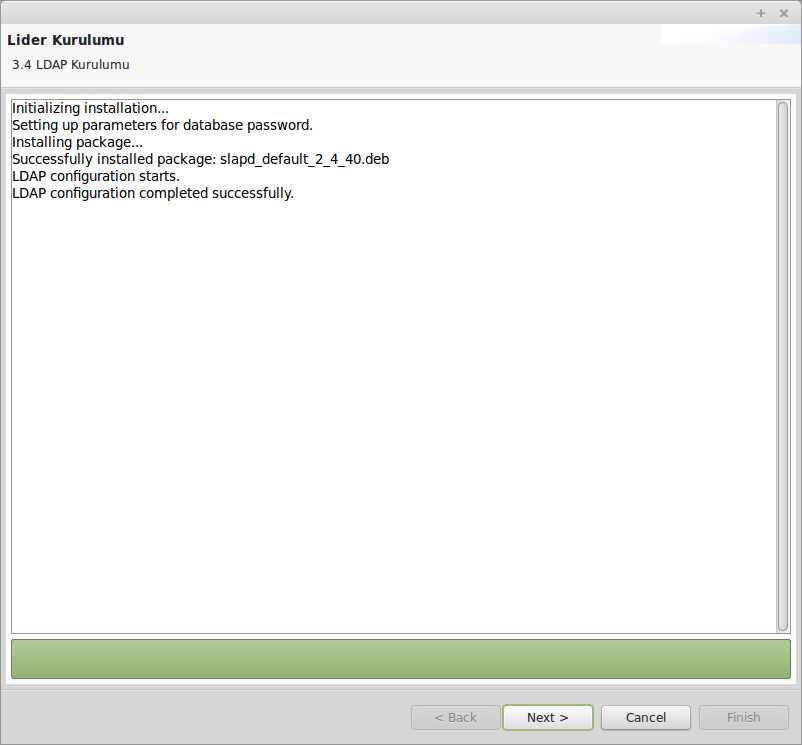 Lider Kurulumu
3.4 LDAP Kurulumu
Initializing installation...
Setting up parameters for database password.
Installing package...
Successfully installed package: slapd_default_2_4_40.deb
LDAP configuration starts.
LDAP configuration completed successfully.
< Back Next > Cancel Finish